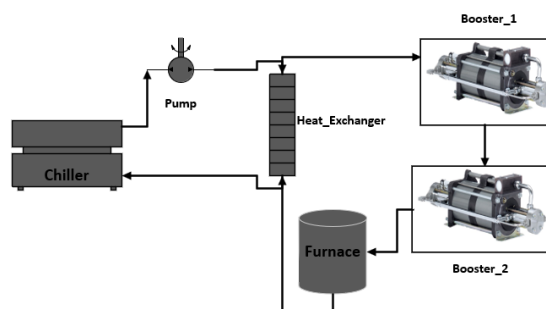 Booster_1
Pump
Heat_Exchanger
Chiller
Furnace
Booster_2